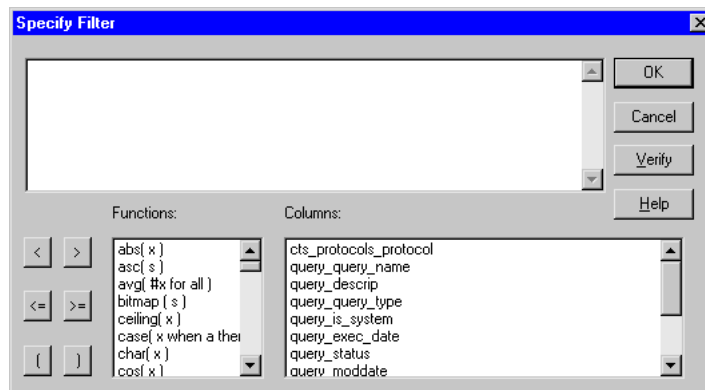 Specify Filter
OK
Cancel
Verify
Help
Functions:
Columns:
< >
<= >=
( )
abs( x )
asc( s )
avg( #x for all )
bitmap ( s )
ceiling( x )
case( x when a ther
char( x )
cos( x )
cts_protocols_protocol
query_query_name
query_descrip
query_query_type
query_is_system
query_exec_date
query_status
query_moddate